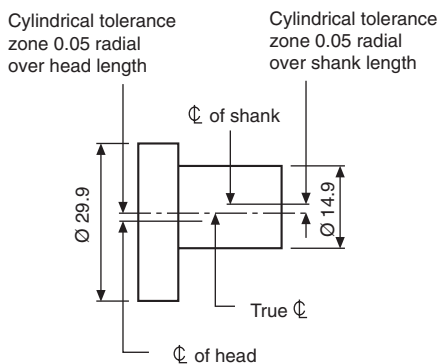 Cylindrical tolerance
zone 0.05 radial
over head length
Cylindrical tolerance
zone 0.05 radial
over shank length
℄ of shank
Ø 29.9
Ø 14.9
True ℄
℄ of head